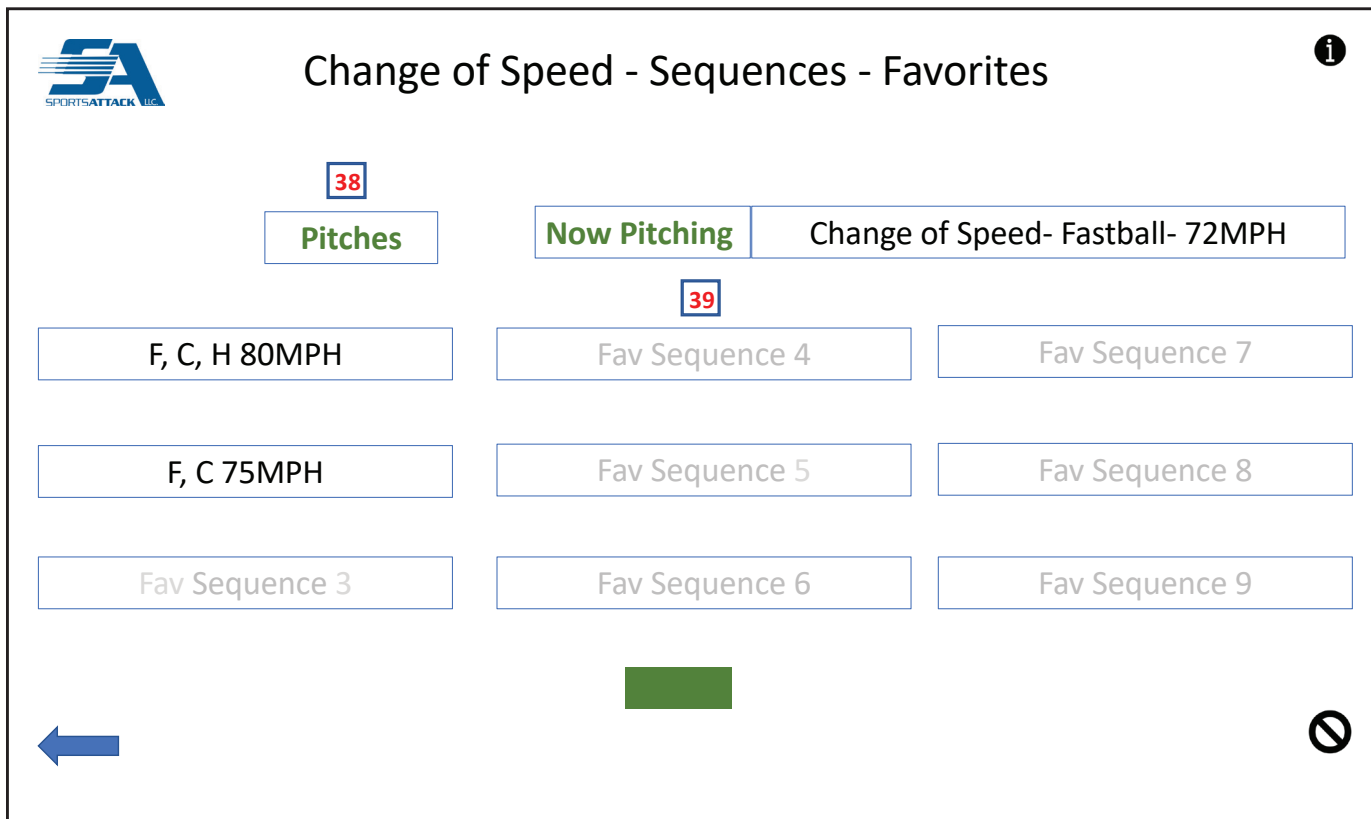 SPORTSATTACK LLC.
Change of Speed - Sequences - Favorites
i
38
Pitches
Now Pitching
Change of Speed- Fastball- 72MPH
39
F, C, H 80MPH
Fav Sequence 4
Fav Sequence 7
F, C 75MPH
Fav Sequence 5
Fav Sequence 8
Fav Sequence 3
Fav Sequence 6
Fav Sequence 9